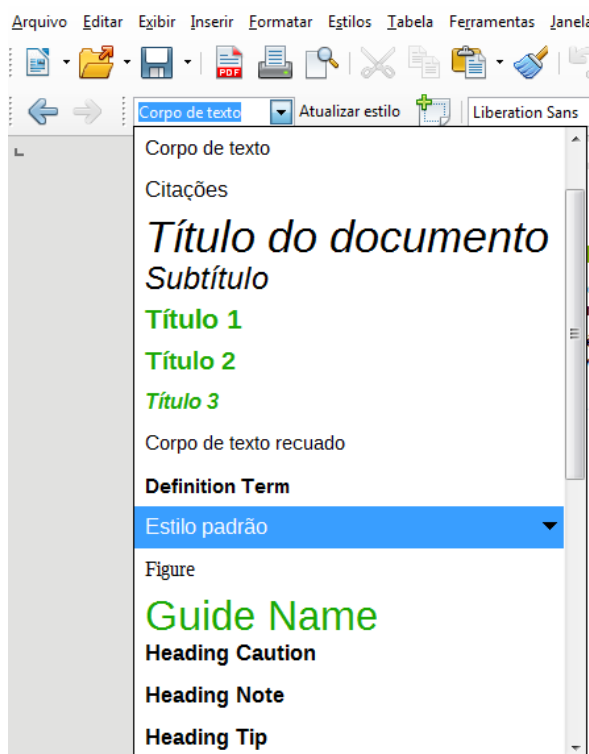 Arquivo Editar Exibir Inserir Formatar Estilos Tabela Ferramentas Janela
PDF
Corpo de texto Atualizar estilo Liberation Sans
Corpo de texto
Citações
Título do documento
Subtítulo
Título 1
Título 2
Título 3
Corpo de texto recuado
Definition Term
Estilo padrão
Figure
Guide Name
Heading Caution
Heading Note
Heading Tip